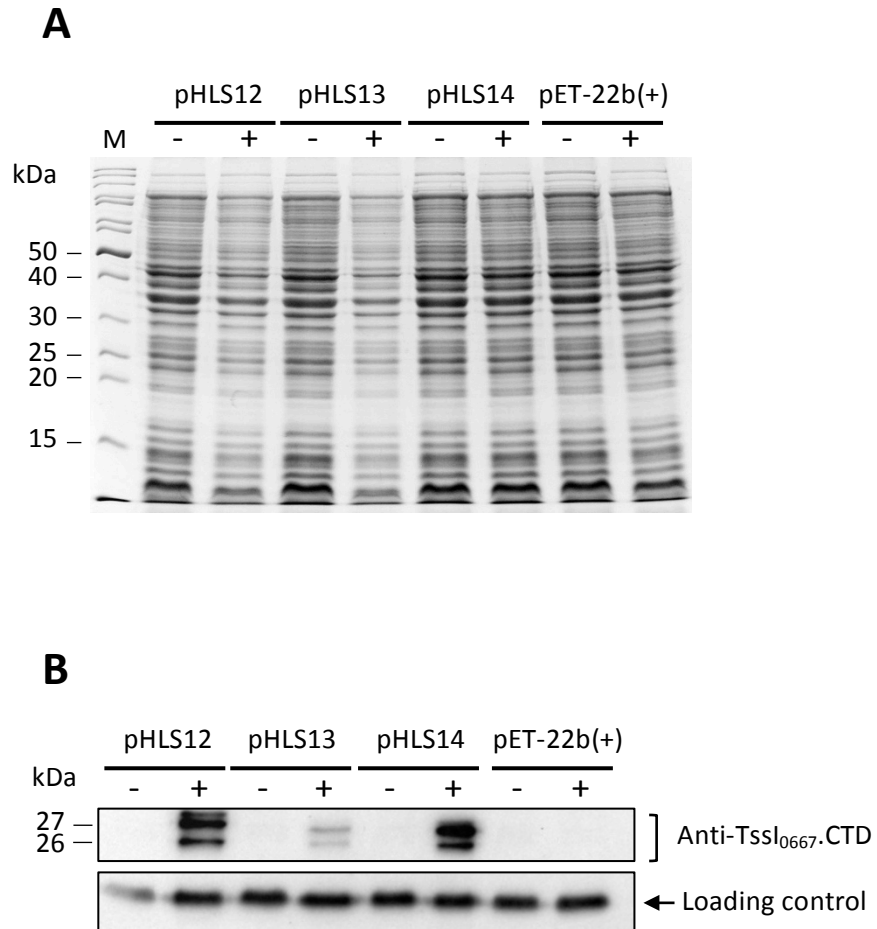 A
pHLS12 pHLS13 pHLS14 pET-22b(+)
M - + - + - + - +
kDa
50
40
30
25
20
15
B
pHLS12 pHLS13 pHLS14 pET-22b(+)
kDa - + - + - + - +
27
26
Anti-TssI0667.CTD
Loading control